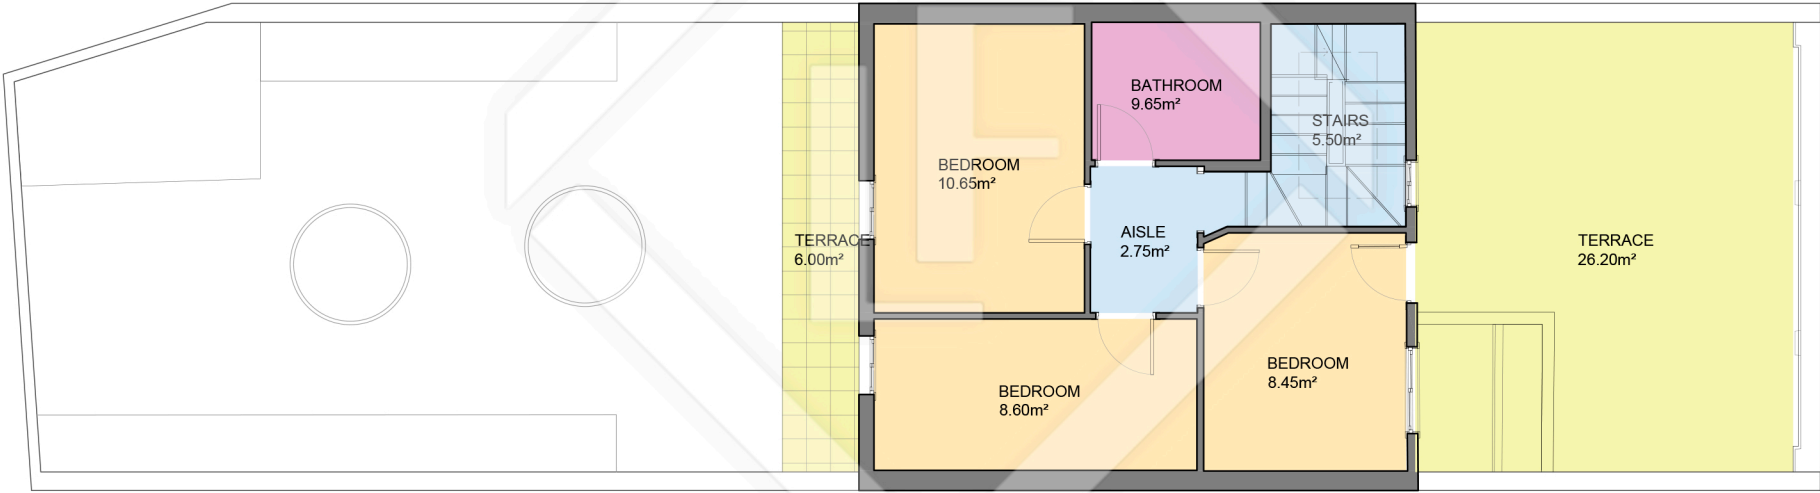 BATHROOM
9.65m²
STAIRS
5.50m²
BEDROOM
10.65m²
AISLE
2.75m²
TERRACE
6.00m²
TERRACE
26.20m²
BEDROOM
8.45m²
BEDROOM
8.60m²